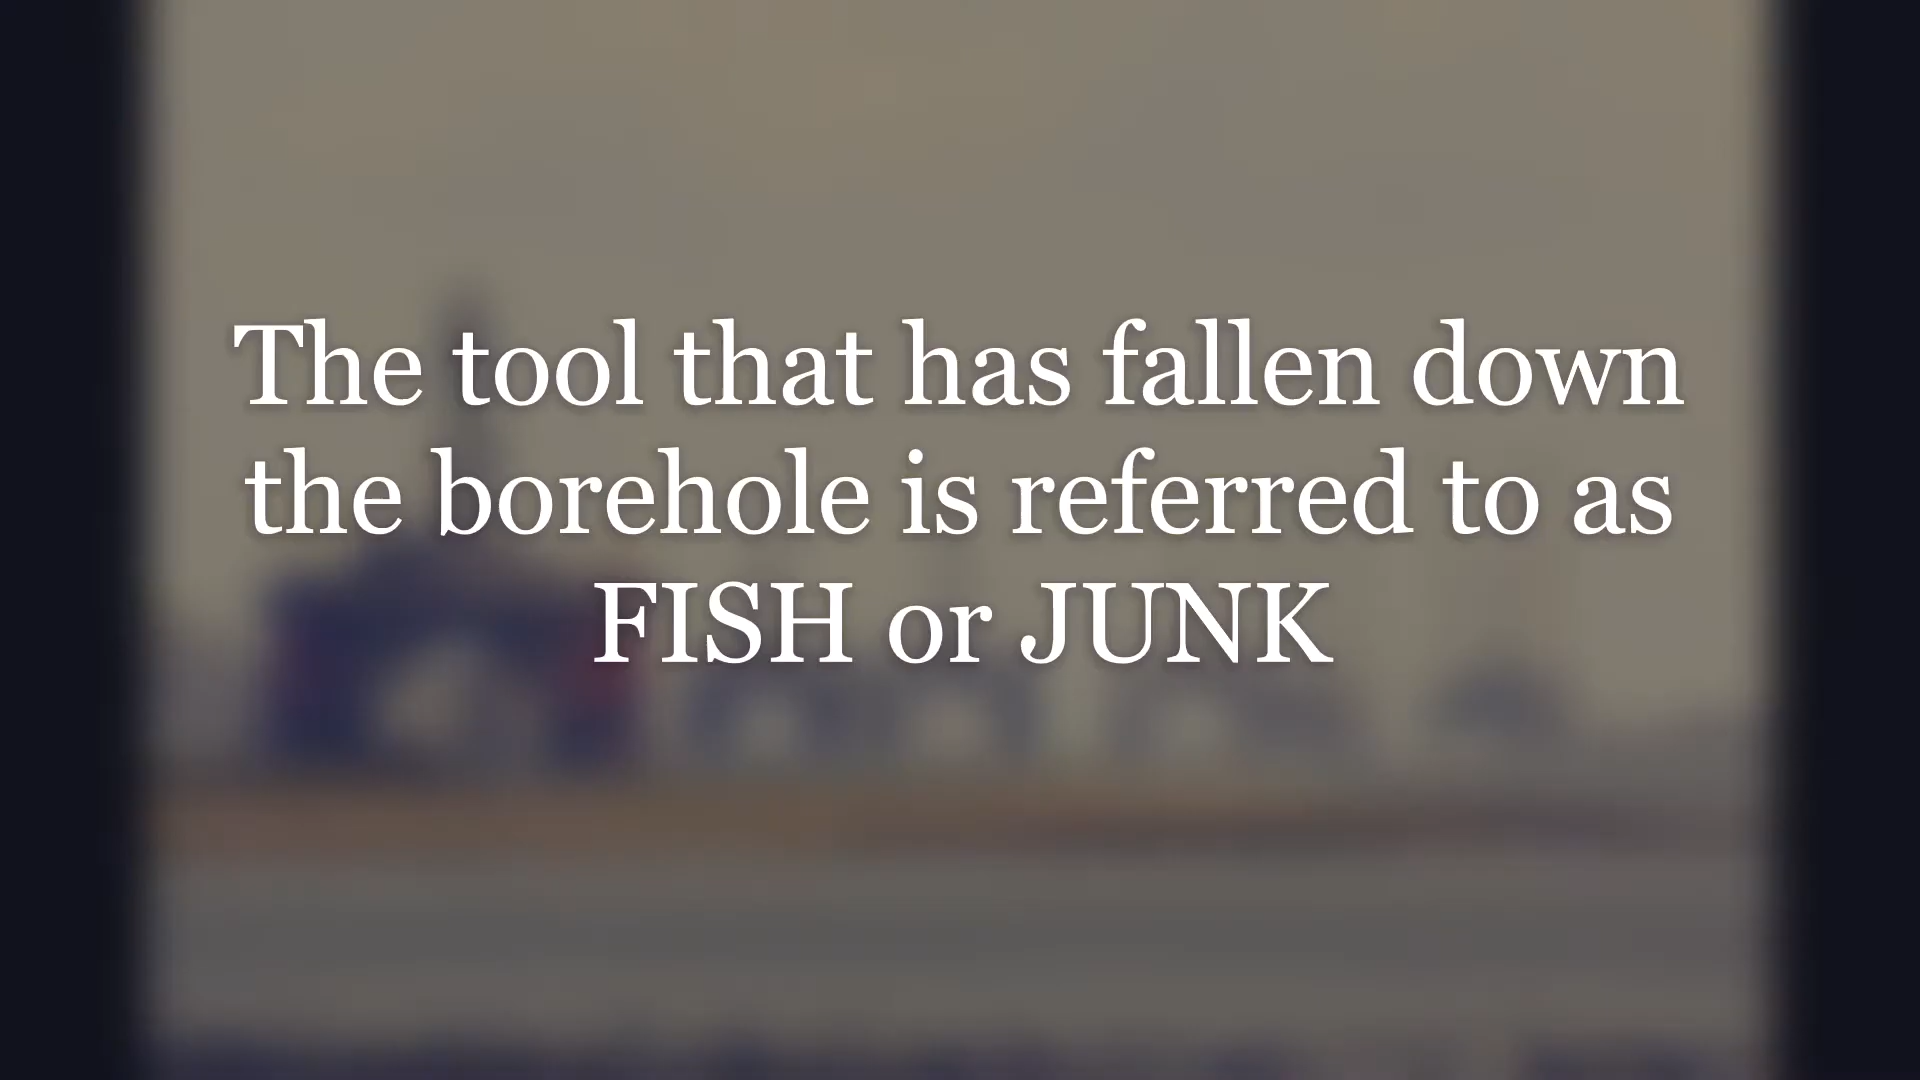 The tool that has fallen down
the borehole is referred to as
FISH or JUNK